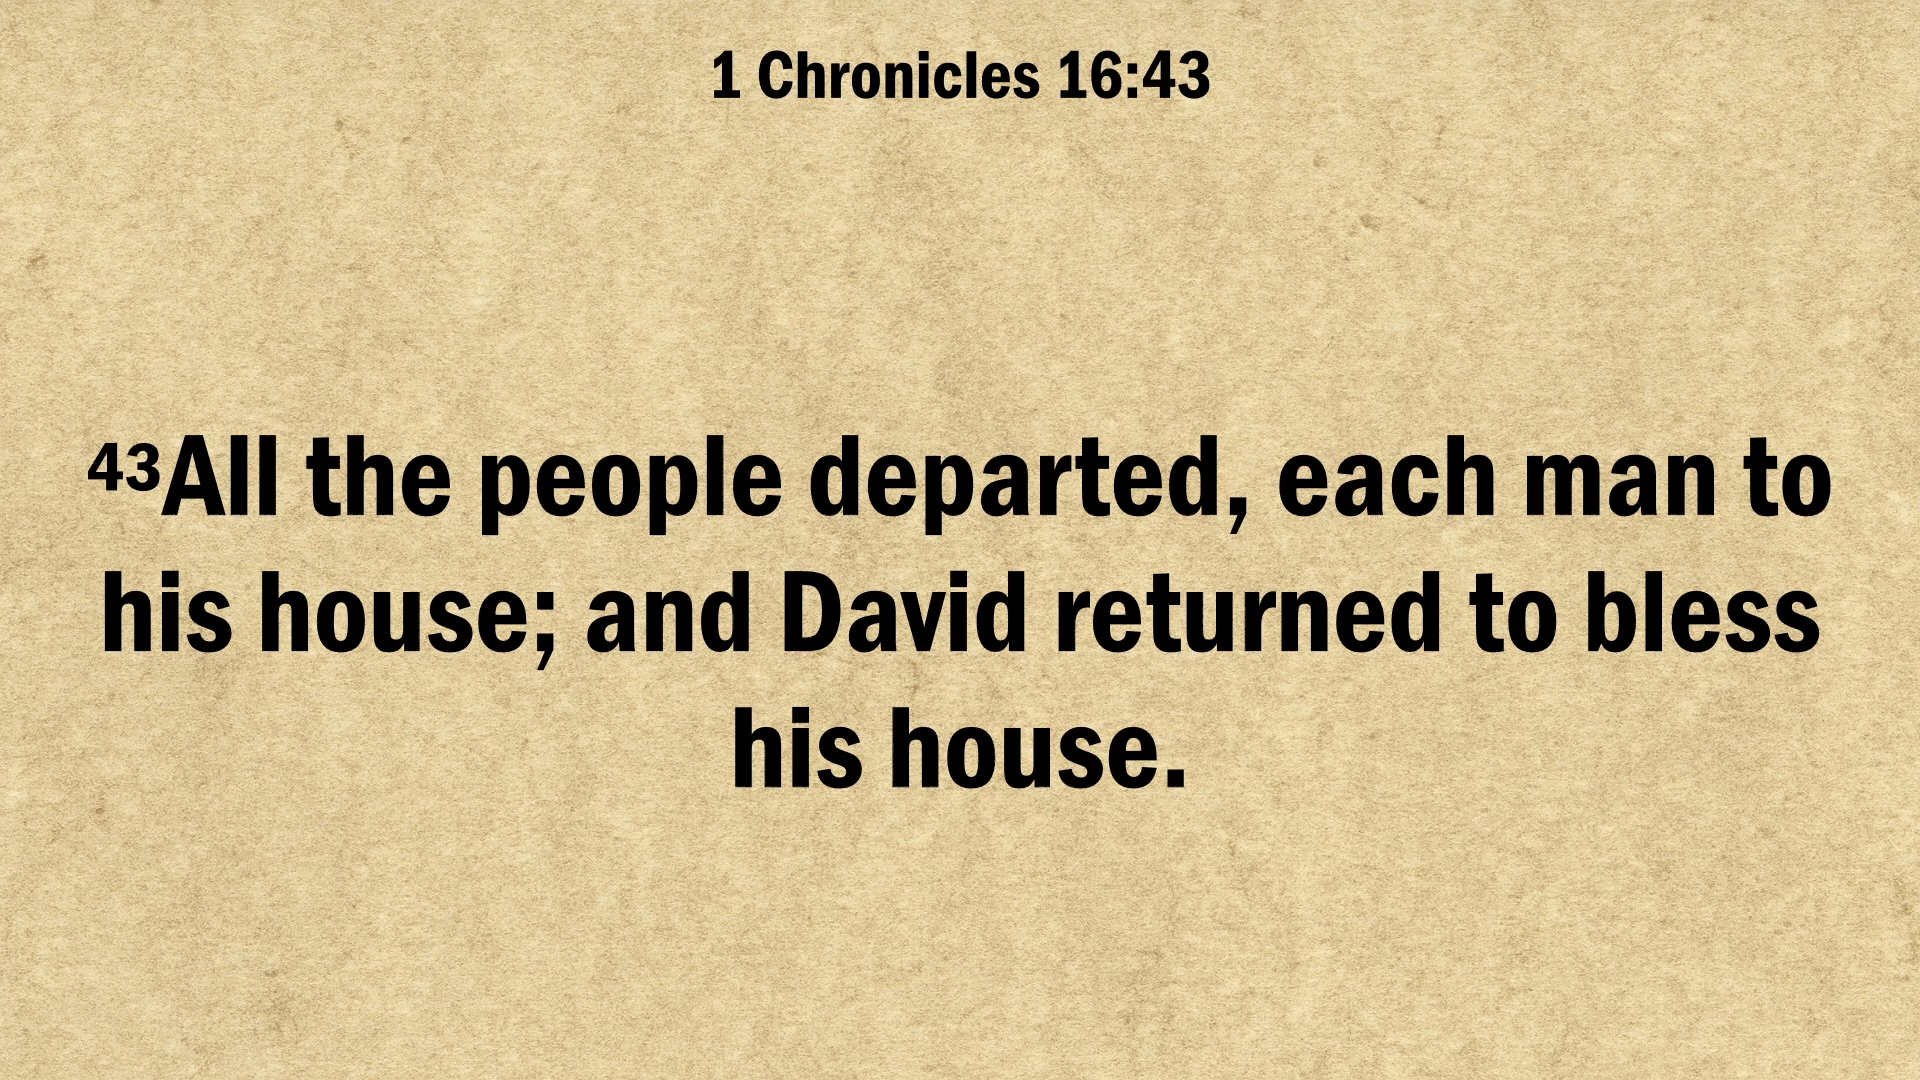 1 Chronicles 16:43
⁴³All the people departed, each man to
his house; and David returned to bless
his house.